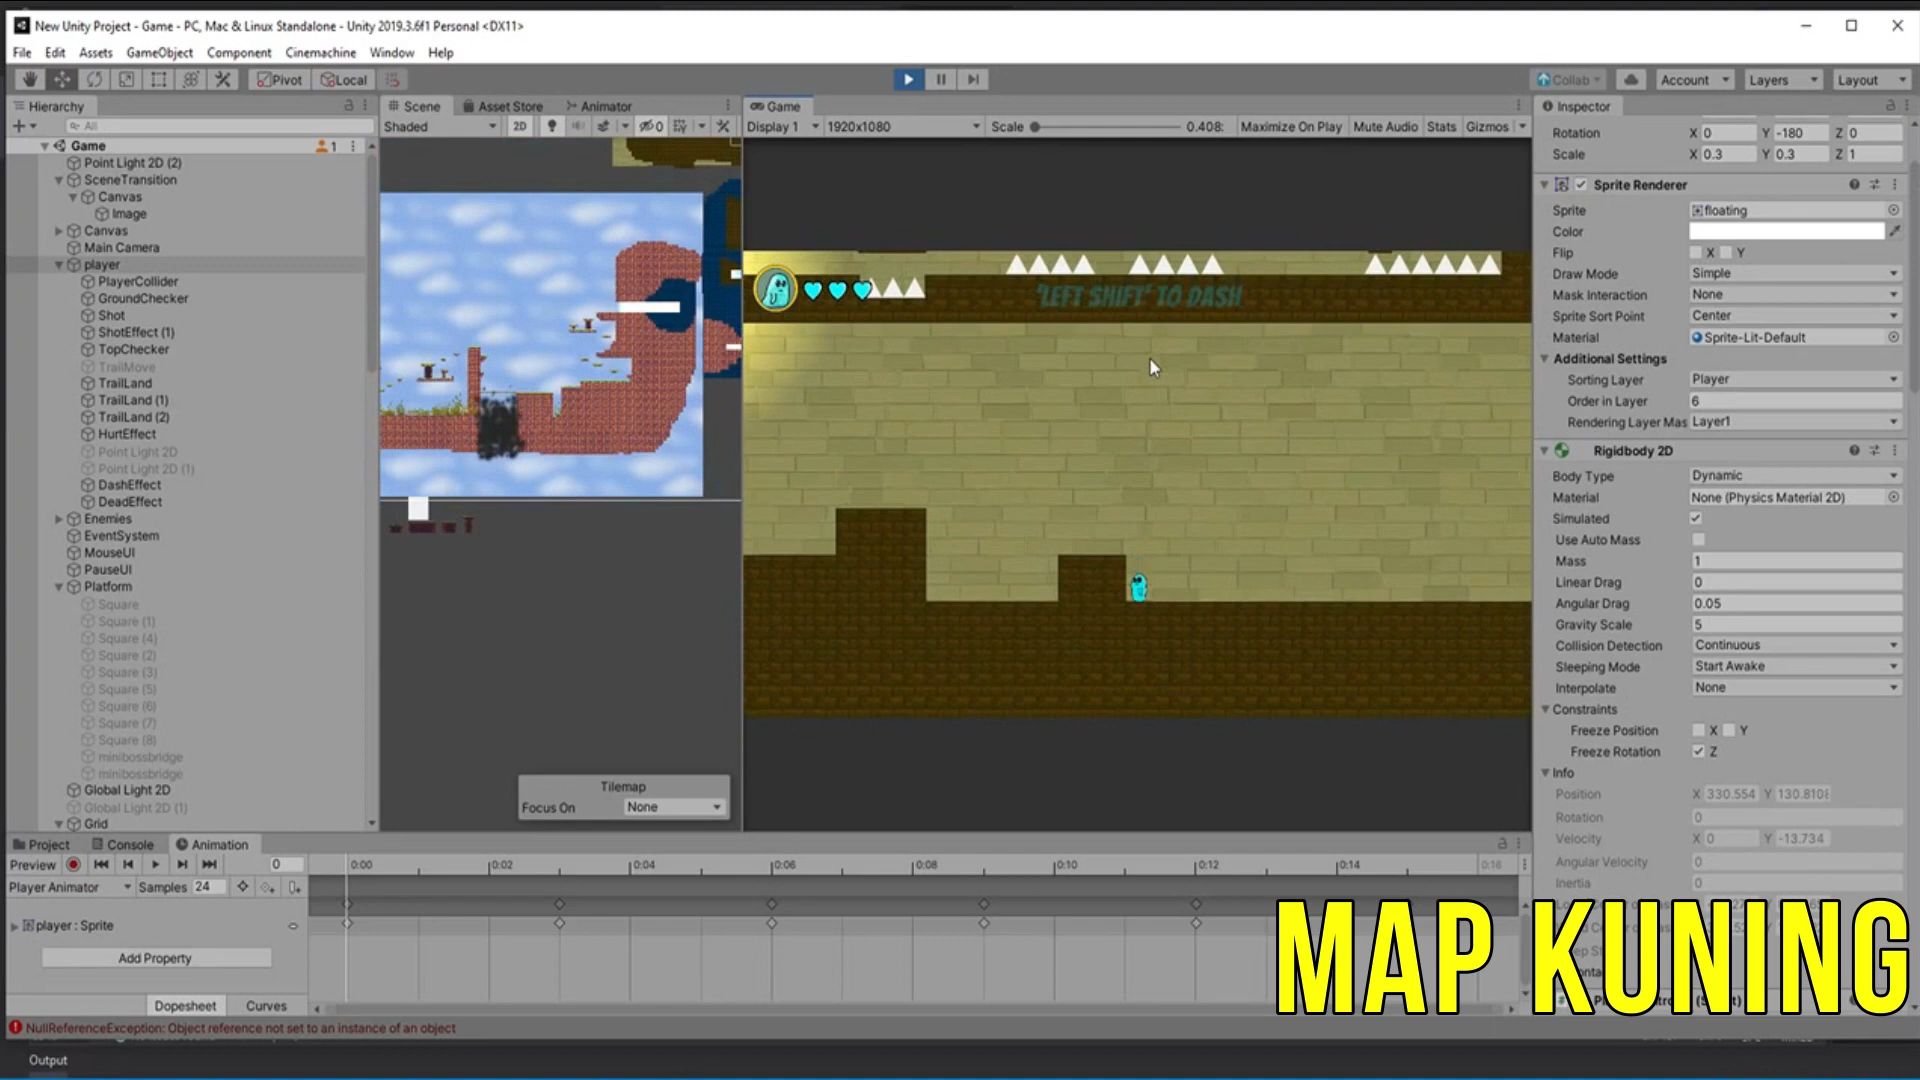 New Unity Project - Game - PC, Mac & Linux Standalone - Unity 2019.3.6f1 Personal <DX11>
File Edit Assets GameObject Component Cinemachine Window Help
Pivot Local Collab Account Layers Layout
Hierarchy
All
Game 1
Point Light 2D (2)
SceneTransition
Canvas
Image
Canvas
Main Camera
player
PlayerCollider
GroundChecker
Shot
ShotEffect (1)
TopChecker
TrailMove
TrailLand
TrailLand (1)
TrailLand (2)
HurtEffect
Point Light 2D
Point Light 2D (1)
DashEffect
DeadEffect
Enemies
EventSystem
MouseUI
PauseUI
Platform
Square
Square (1)
Square (4)
Square (2)
Square (3)
Square (5)
Square (6)
Square (7)
Square (8)
minibossbridge
minibossbridge
Global Light 2D
Global Light 2D (1)
Grid
Scene Asset Store Animator
Shaded 2D 0
Tilemap
Focus On None
Game
Display 1 1920x1080 Scale 0.408: Maximize On Play Mute Audio Stats Gizmos
'LEFT SHIFT' TO DASH
Inspector
Rotation X 0 Y -180 Z 0
Scale X 0.3 Y 0.3 Z 1
Sprite Renderer
Sprite floating
Color
Flip X Y
Draw Mode Simple
Mask Interaction None
Sprite Sort Point Center
Material Sprite-Lit-Default
Additional Settings
Sorting Layer Player
Order in Layer 6
Rendering Layer Mas Layer1
Rigidbody 2D
Body Type Dynamic
Material None (Physics Material 2D)
Simulated
Use Auto Mass
Mass 1
Linear Drag 0
Angular Drag 0.05
Gravity Scale 5
Collision Detection Continuous
Sleeping Mode Start Awake
Interpolate None
Constraints
Freeze Position X Y
Freeze Rotation Z
Info
Position X 330.554 Y 130.810
Rotation 0
Velocity X 0 Y -13.734
Angular Velocity 0
Inertia 0
Project Console Animation
Preview 0 0:00 0:02 0:04 0:06 0:08 0:10 0:12 0:14 0:16
Player Animator Samples 24
player : Sprite
Add Property
Dopesheet Curves
MAP KUNING
NullReferenceException: Object reference not set to an instance of an object
Output